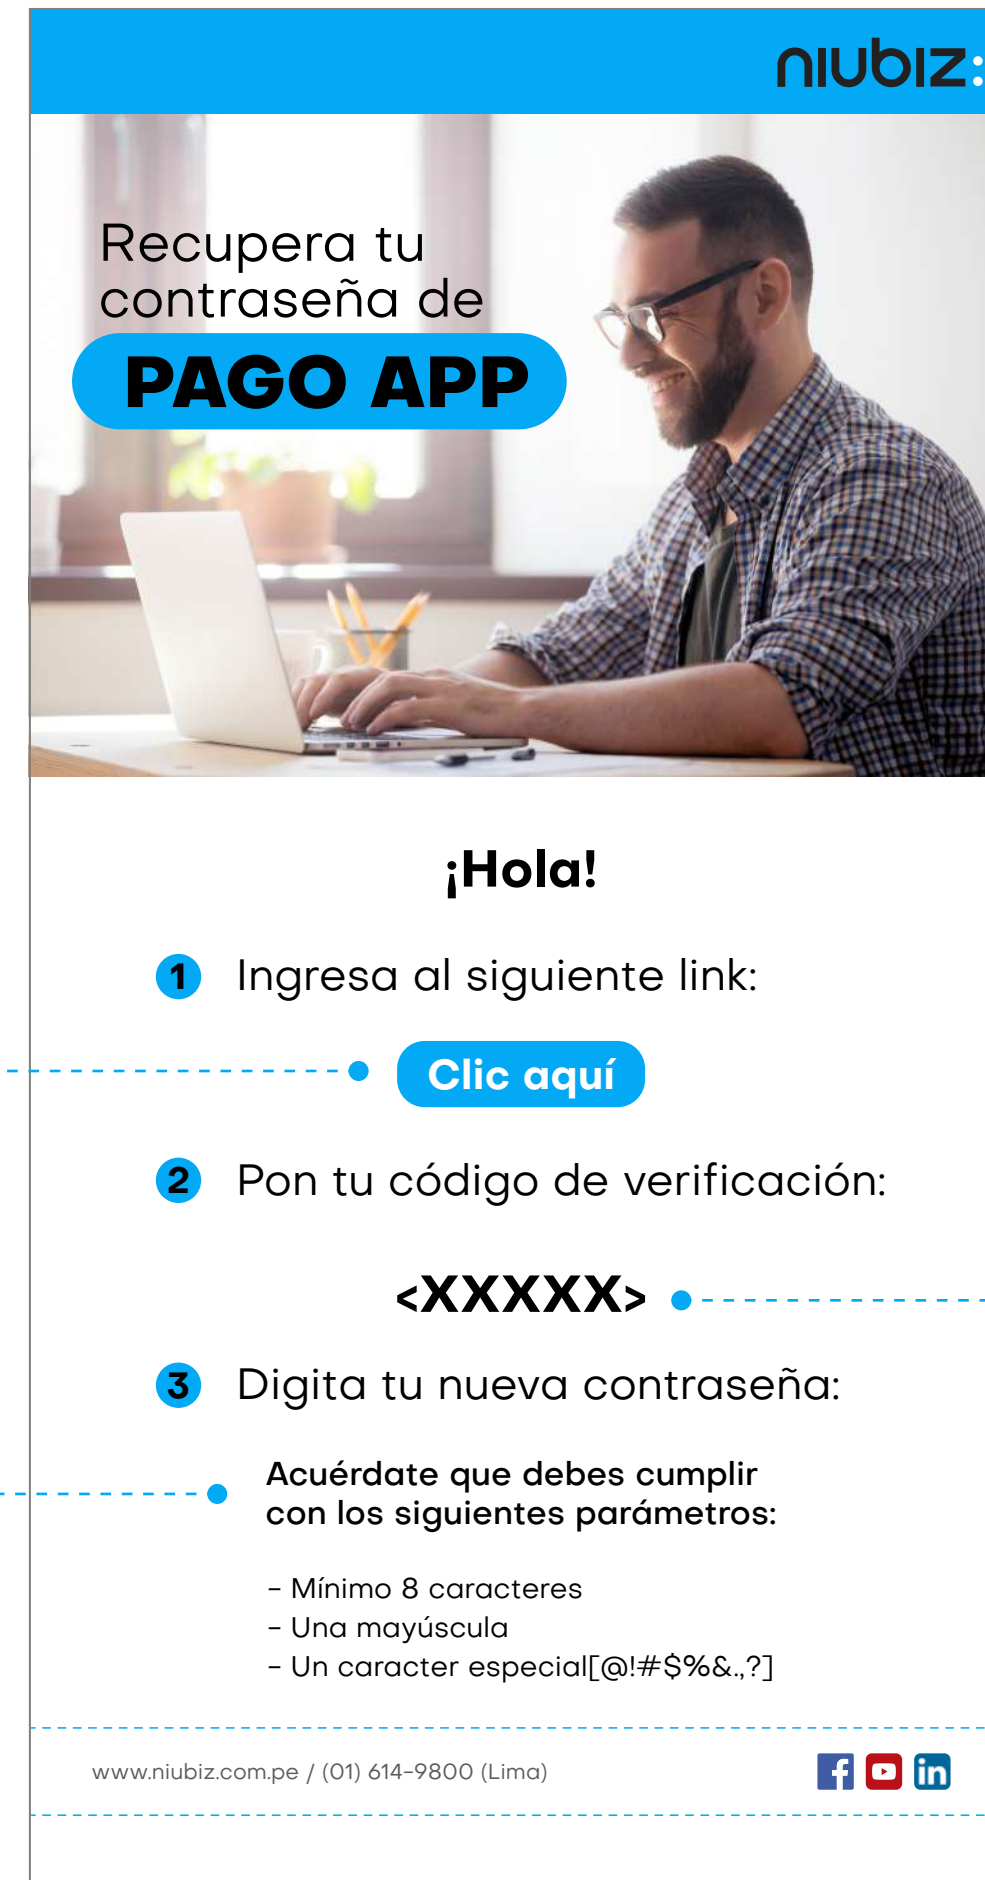 niubiz:
Recupera tu
contraseña de
PAGO APP
¡Hola!
1 Ingresa al siguiente link:
Clic aquí
2 Pon tu código de verificación:
<XXXXX>
3 Digita tu nueva contraseña:
Acuérdate que debes cumplir
con los siguientes parámetros:
- Mínimo 8 caracteres
- Una mayúscula
- Un caracter especial[@!#$%&.,?]
www.niubiz.com.pe / (01) 614-9800 (Lima)